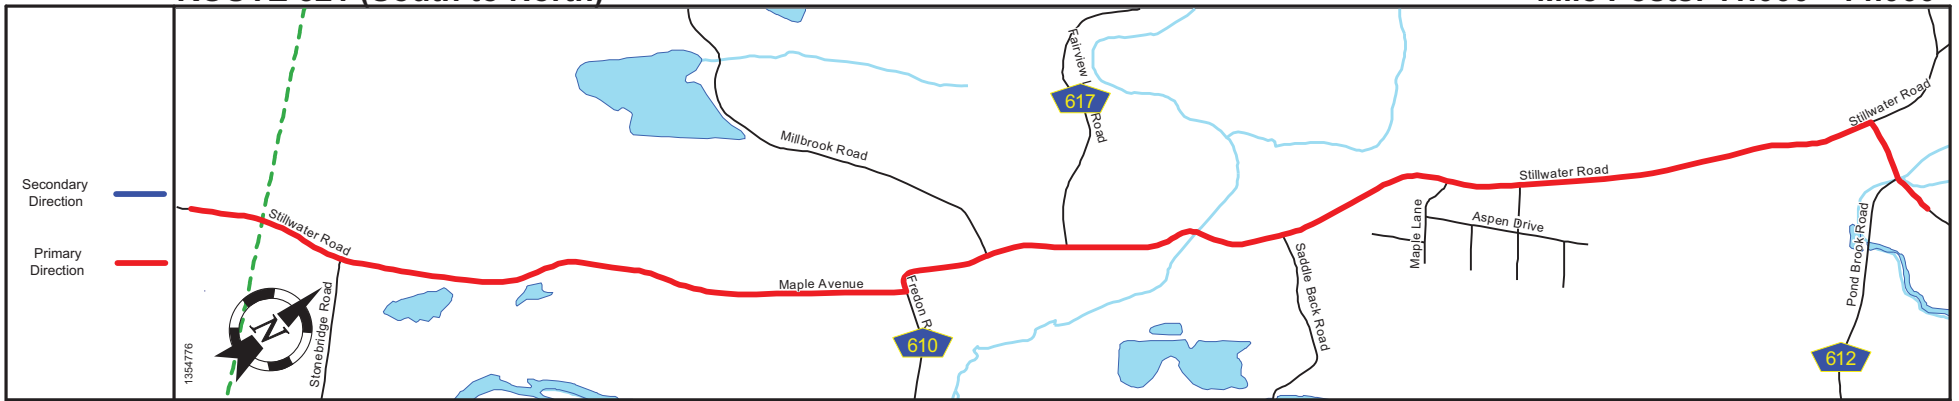 Secondary
Direction
Primary
Direction
1354776
Stillwater Road
Stonebridge Road
N
Millbrook Road
Maple Avenue
Fredon R
610
Fairview L
617
Road
Saddle Back Road
Maple Lane
Aspen Drive
Stillwater Road
Stillwater Road
Pond Brook Road
612